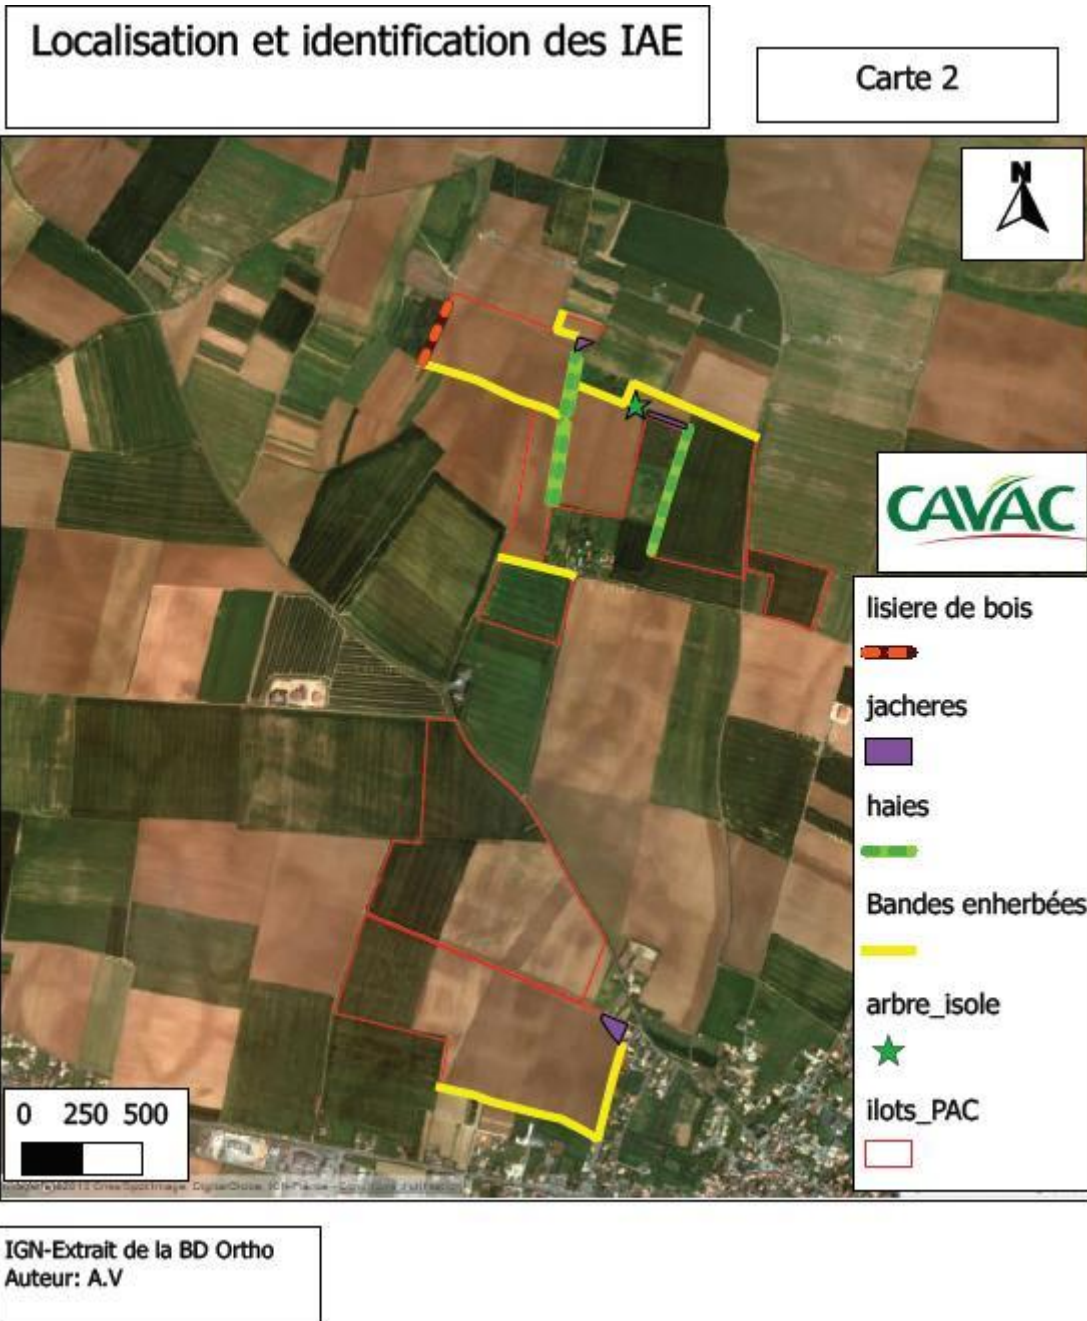 Localisation et identification des IAE
Carte 2
N
CAVAC
lisiere de bois
jacheres
haies
Bandes enherbées
arbre_isole
ilots_PAC
0 250 500
IGN-Extrait de la BD Ortho
Auteur: A.V